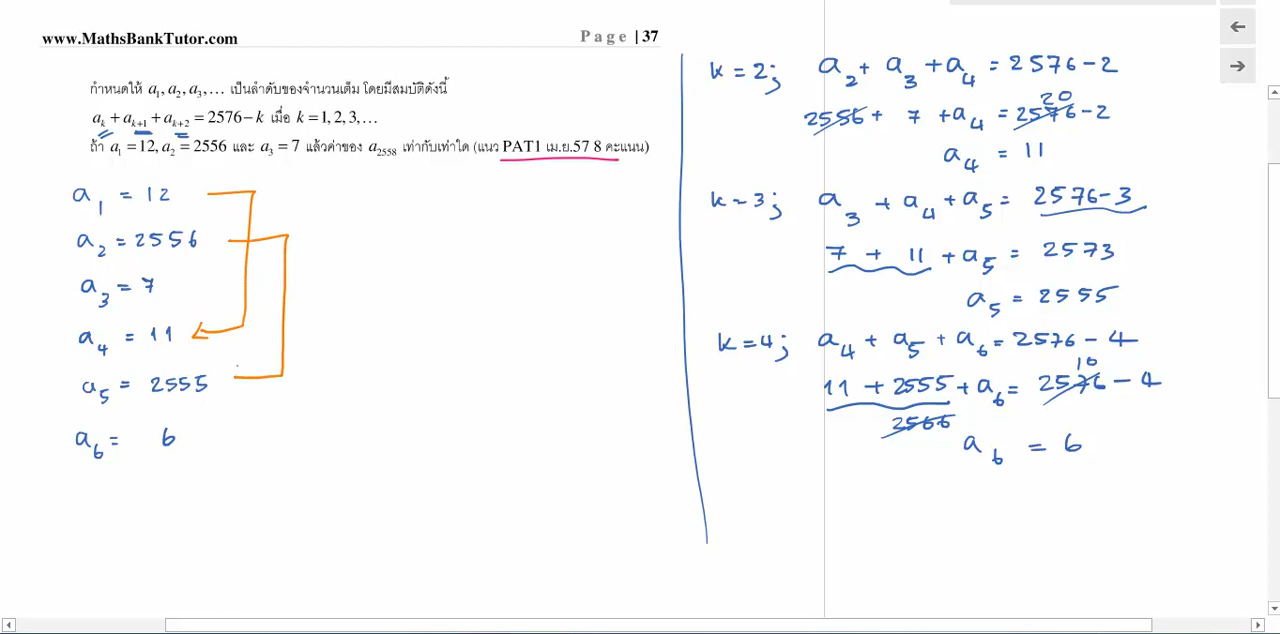 www.MathsBankTutor.com
Page | 37
กำหนดให้ a₁, a₂, a₃, … เป็นลำดับของจำนวนเต็ม โดยมีสมบัติดังนี้
aₖ + aₖ₊₁ + aₖ₊₂ = 2576 − k เมื่อ k = 1, 2, 3, …
ถ้า a₁ = 12, a₂ = 2556 และ a₃ = 7 แล้วค่าของ a₂₅₅₈ เท่ากับเท่าใด (แนว PAT1 เม.ย.57 8 คะแนน)
a₁ = 12
a₂ = 2556
a₃ = 7
a₄ = 11
a₅ = 2555
a₆ = 6
k = 2; a₂ + a₃ + a₄ = 2576 − 2
20
2556 + 7 + a₄ = 2576 − 2
a₄ = 11
k = 3; a₃ + a₄ + a₅ = 2576 − 3
7 + 11 + a₅ = 2573
a₅ = 2555
k = 4; a₄ + a₅ + a₆ = 2576 − 4
10
11 + 2555 + a₆ = 2576 − 4
2566
a₆ = 6